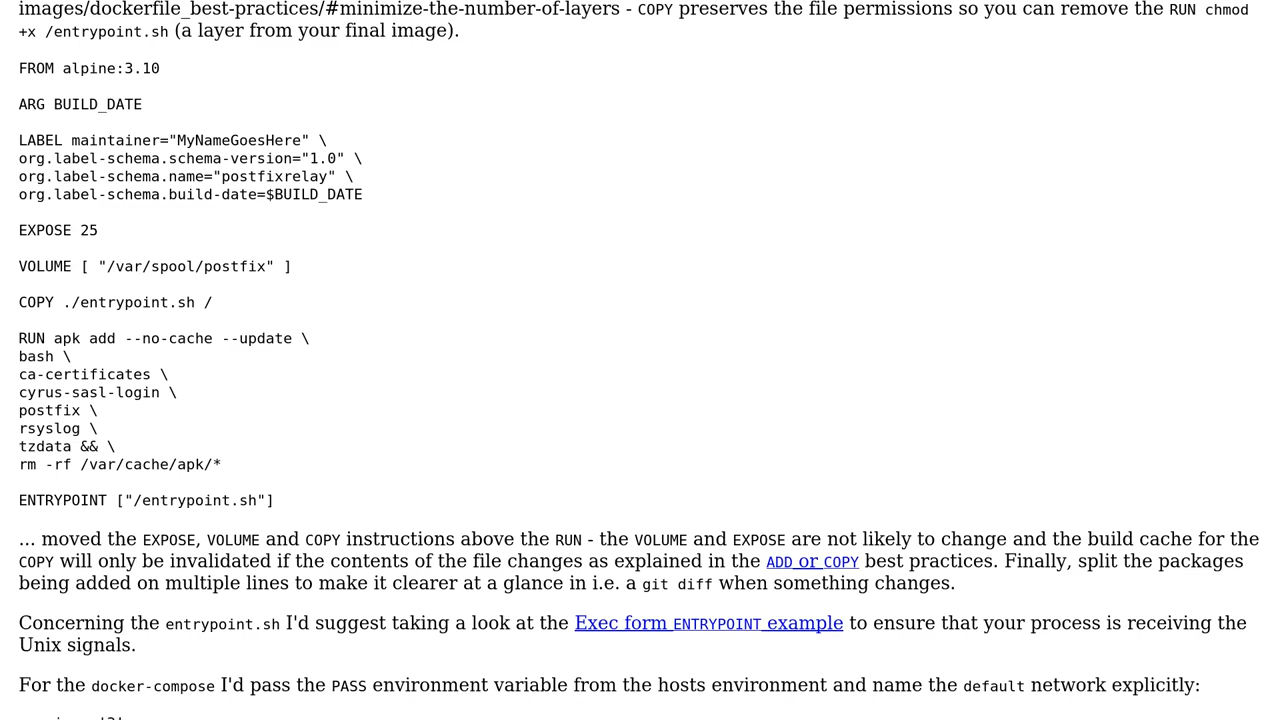 images/dockerfile_best-practices/#minimize-the-number-of-layers - COPY preserves the file permissions so you can remove the RUN chmod
+x /entrypoint.sh (a layer from your final image).
FROM alpine:3.10
ARG BUILD_DATE
LABEL maintainer="MyNameGoesHere" \
org.label-schema.schema-version="1.0" \
org.label-schema.name="postfixrelay" \
org.label-schema.build-date=$BUILD_DATE
EXPOSE 25
VOLUME [ "/var/spool/postfix" ]
COPY ./entrypoint.sh /
RUN apk add --no-cache --update \
bash \
ca-certificates \
cyrus-sasl-login \
postfix \
rsyslog \
tzdata && \
rm -rf /var/cache/apk/*
ENTRYPOINT ["/entrypoint.sh"]
... moved the EXPOSE, VOLUME and COPY instructions above the RUN - the VOLUME and EXPOSE are not likely to change and the build cache for the
COPY will only be invalidated if the contents of the file changes as explained in the ADD or COPY best practices. Finally, split the packages
being added on multiple lines to make it clearer at a glance in i.e. a git diff when something changes.
Concerning the entrypoint.sh I'd suggest taking a look at the Exec form ENTRYPOINT example to ensure that your process is receiving the
Unix signals.
For the docker-compose I'd pass the PASS environment variable from the hosts environment and name the default network explicitly: